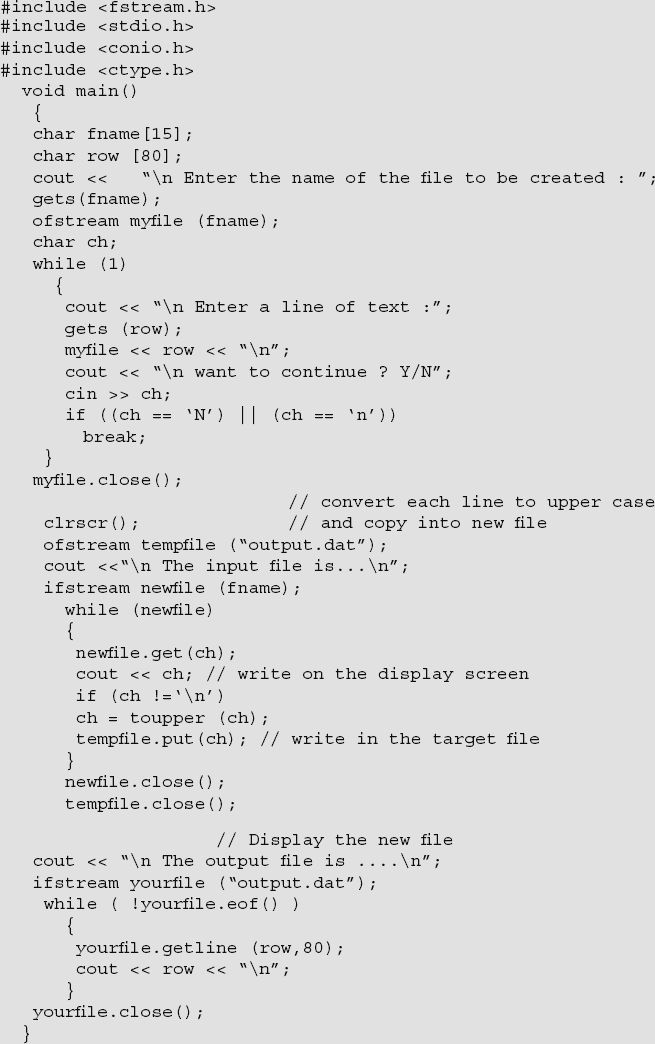 #include <fstream.h>
#include <stdio.h>
#include <conio.h>
#include <ctype.h>
void main()
{
char fname[15];
char row [80];
cout << “\n Enter the name of the file to be created : ”;
gets(fname);
ofstream myfile (fname);
char ch;
while (1)
{
cout << “\n Enter a line of text :”;
gets (row);
myfile << row << “\n”;
cout << “\n want to continue ? Y/N”;
cin >> ch;
if ((ch == ‘N’) || (ch == ‘n’))
break;
}
myfile.close();
// convert each line to upper case
clrscr(); // and copy into new file
ofstream tempfile (“output.dat”);
cout <<“\n The input file is...\n”;
ifstream newfile (fname);
while (newfile)
{
newfile.get(ch);
cout << ch; // write on the display screen
if (ch !=‘\n’)
ch = toupper (ch);
tempfile.put(ch); // write in the target file
}
newfile.close();
tempfile.close();
// Display the new file
cout << “\n The output file is ....\n”;
ifstream yourfile (“output.dat”);
while ( !yourfile.eof() )
{
yourfile.getline (row,80);
cout << row << “\n”;
}
yourfile.close();
}